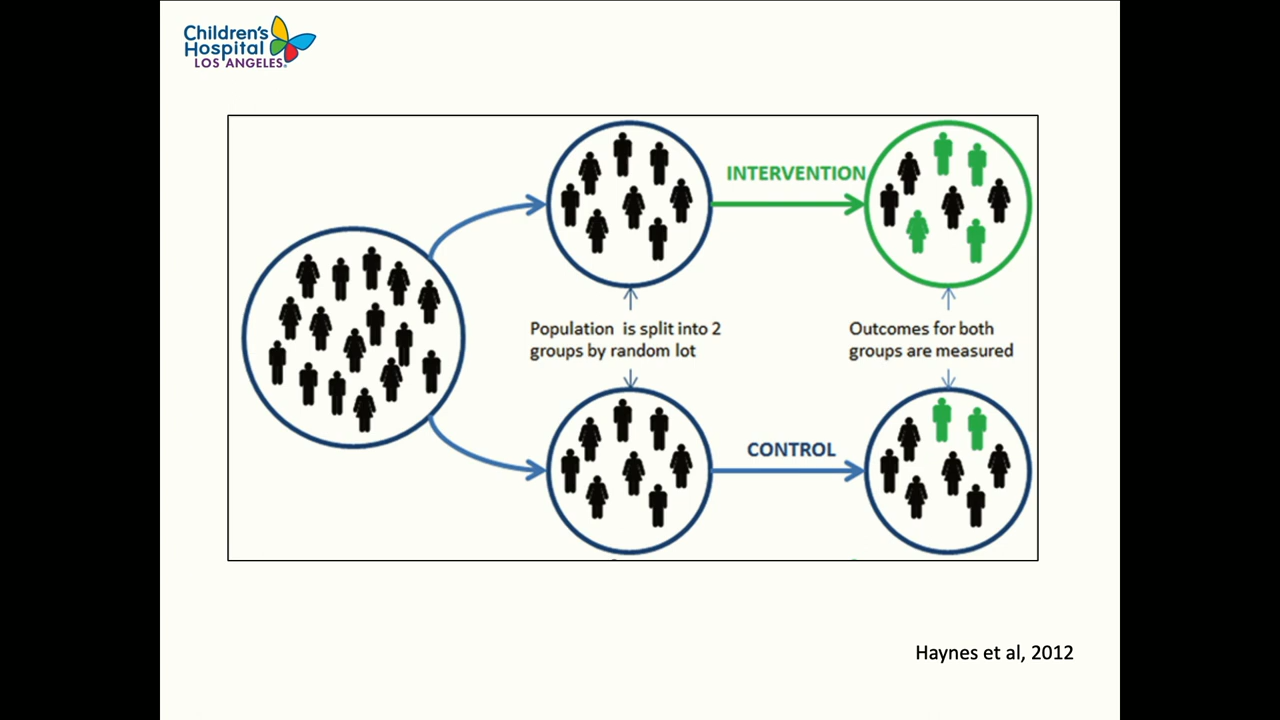 Children's
Hospital
LOS ANGELES
INTERVENTION
Population is split into 2
groups by random lot
Outcomes for both
groups are measured
CONTROL
Haynes et al, 2012